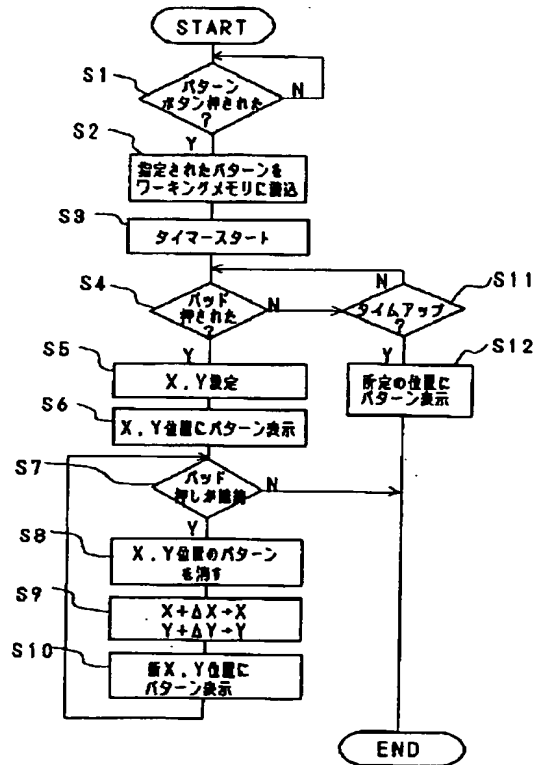 START
S1
パターン
ボタン押された
?
N
Y
S2
指定されたパターンを
ワーキングメモリに読込
S3
タイマースタート
S4
パッド
押された
?
N
Y
S11
N
タイムアップ
?
Y
S12
所定の位置に
パターン表示
S5
X,Y設定
S6
X,Y位置にパターン表示
S7
パッド
押しが継続
N
Y
S8
X,Y位置のパターン
を消す
S9
X+ΔX→X
Y+ΔY→Y
S10
新X,Y位置に
パターン表示
END